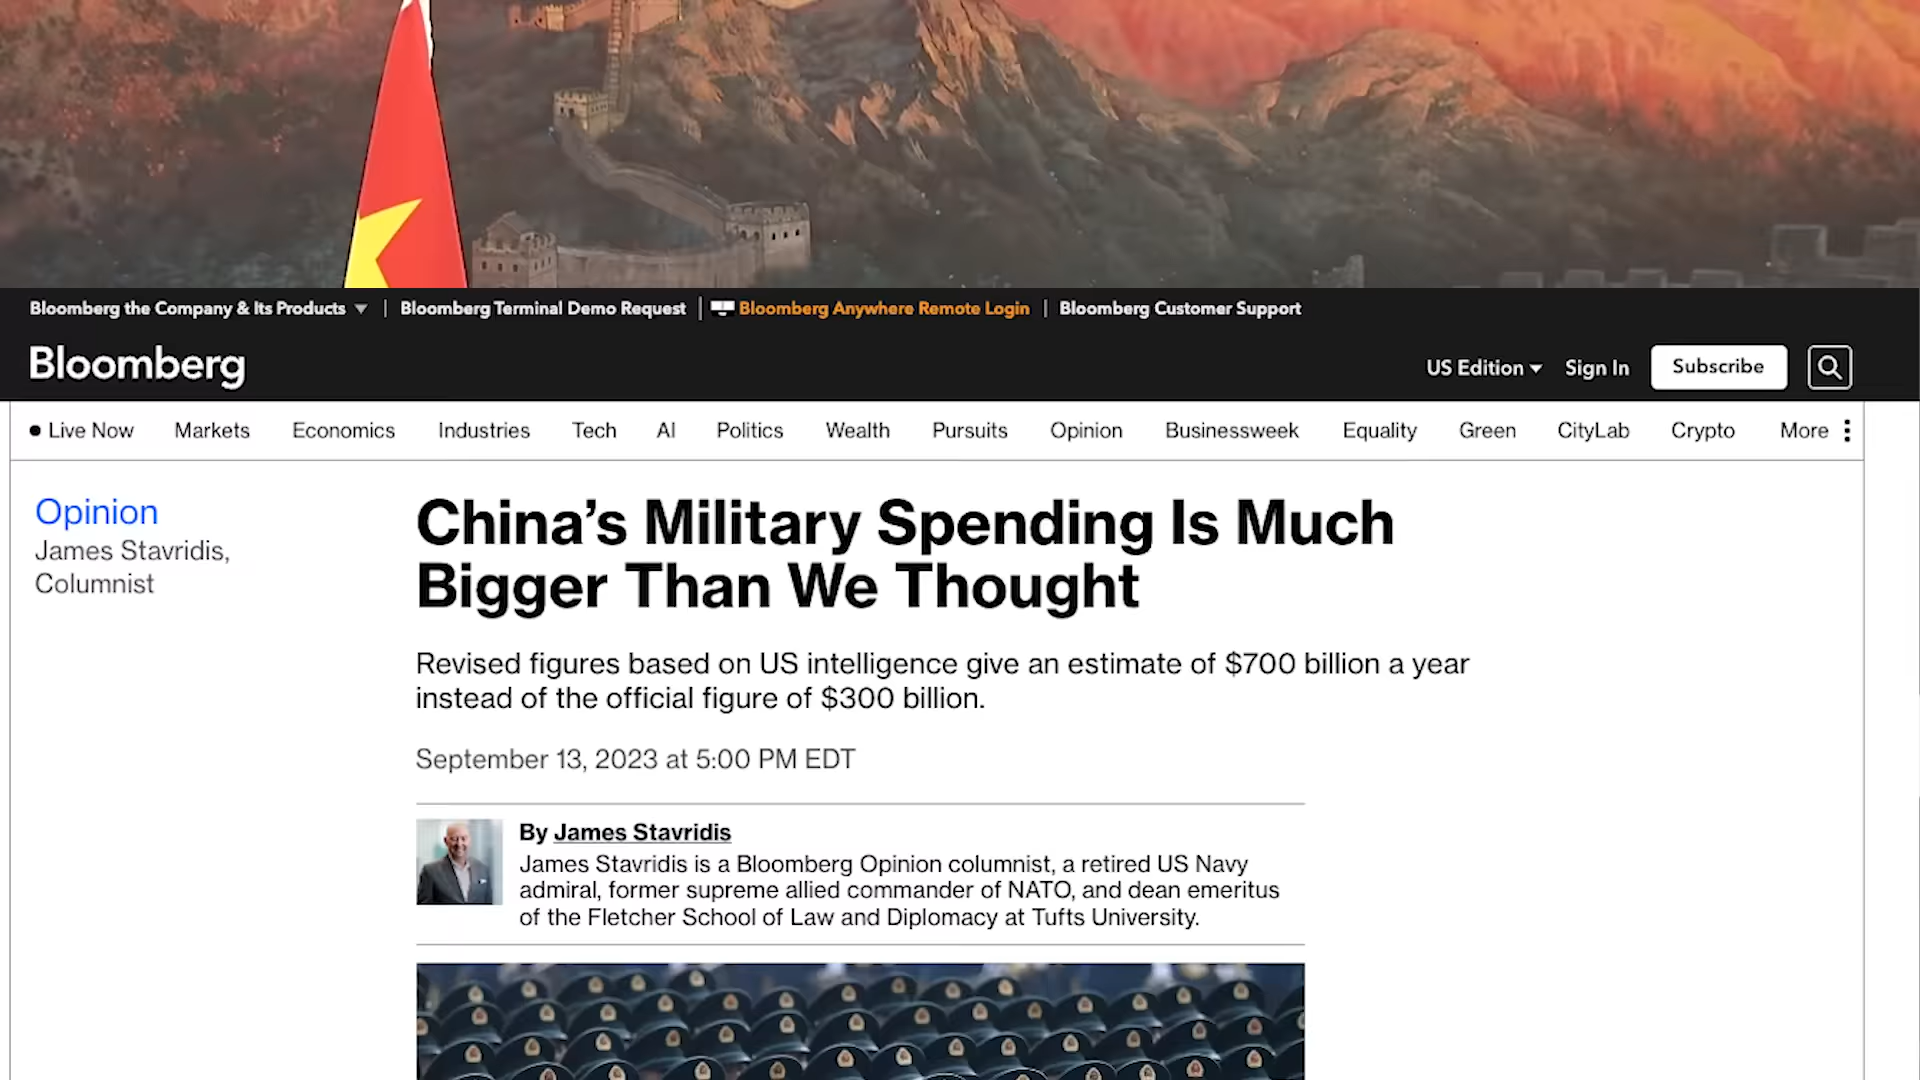 Bloomberg the Company & Its Products
Bloomberg Terminal Demo Request
Bloomberg Anywhere Remote Login
Bloomberg Customer Support
Bloomberg
US Edition
Sign In
Subscribe
Live Now
Markets
Economics
Industries
Tech
AI
Politics
Wealth
Pursuits
Opinion
Businessweek
Equality
Green
CityLab
Crypto
More
Opinion
James Stavridis,
Columnist
China’s Military Spending Is Much
Bigger Than We Thought
Revised figures based on US intelligence give an estimate of $700 billion a year
instead of the official figure of $300 billion.
September 13, 2023 at 5:00 PM EDT
By James Stavridis
James Stavridis is a Bloomberg Opinion columnist, a retired US Navy
admiral, former supreme allied commander of NATO, and dean emeritus
of the Fletcher School of Law and Diplomacy at Tufts University.